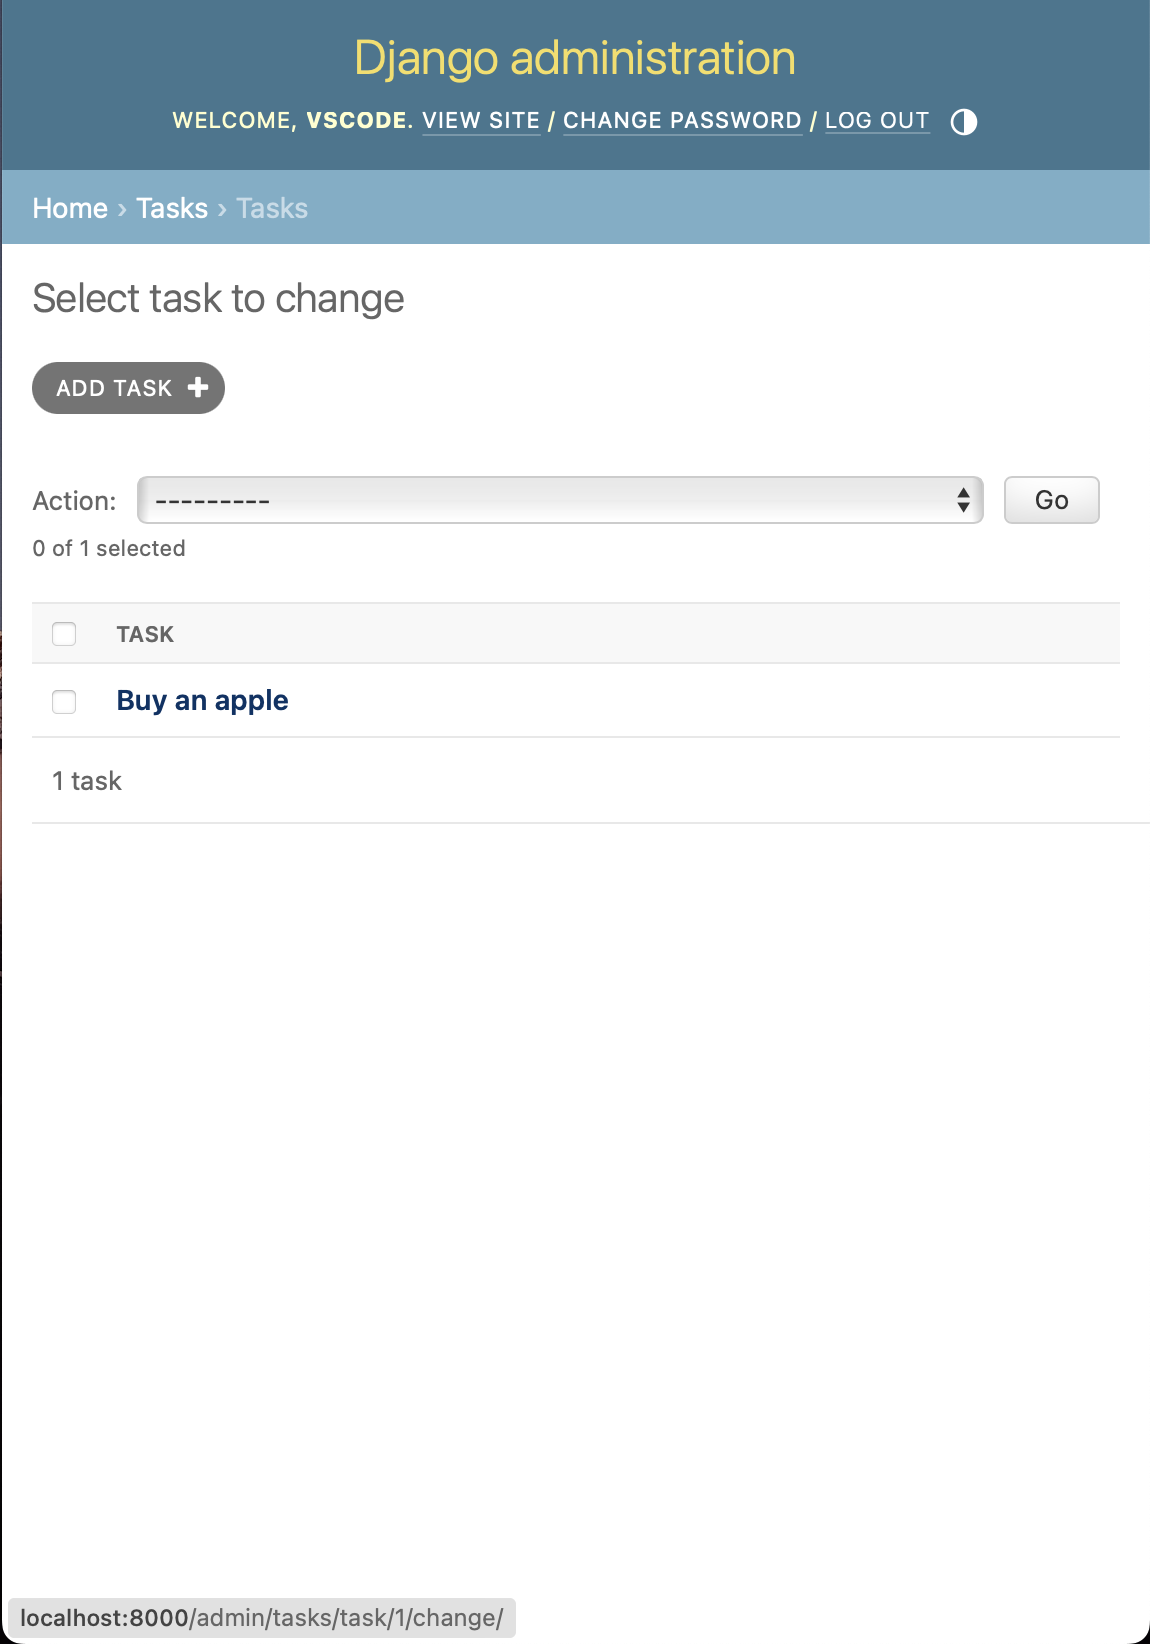 Django administration
WELCOME, VSCODE. VIEW SITE / CHANGE PASSWORD / LOG OUT
Home › Tasks › Tasks
Select task to change
ADD TASK
Action: --------- Go
0 of 1 selected
TASK
Buy an apple
1 task
localhost:8000/admin/tasks/task/1/change/